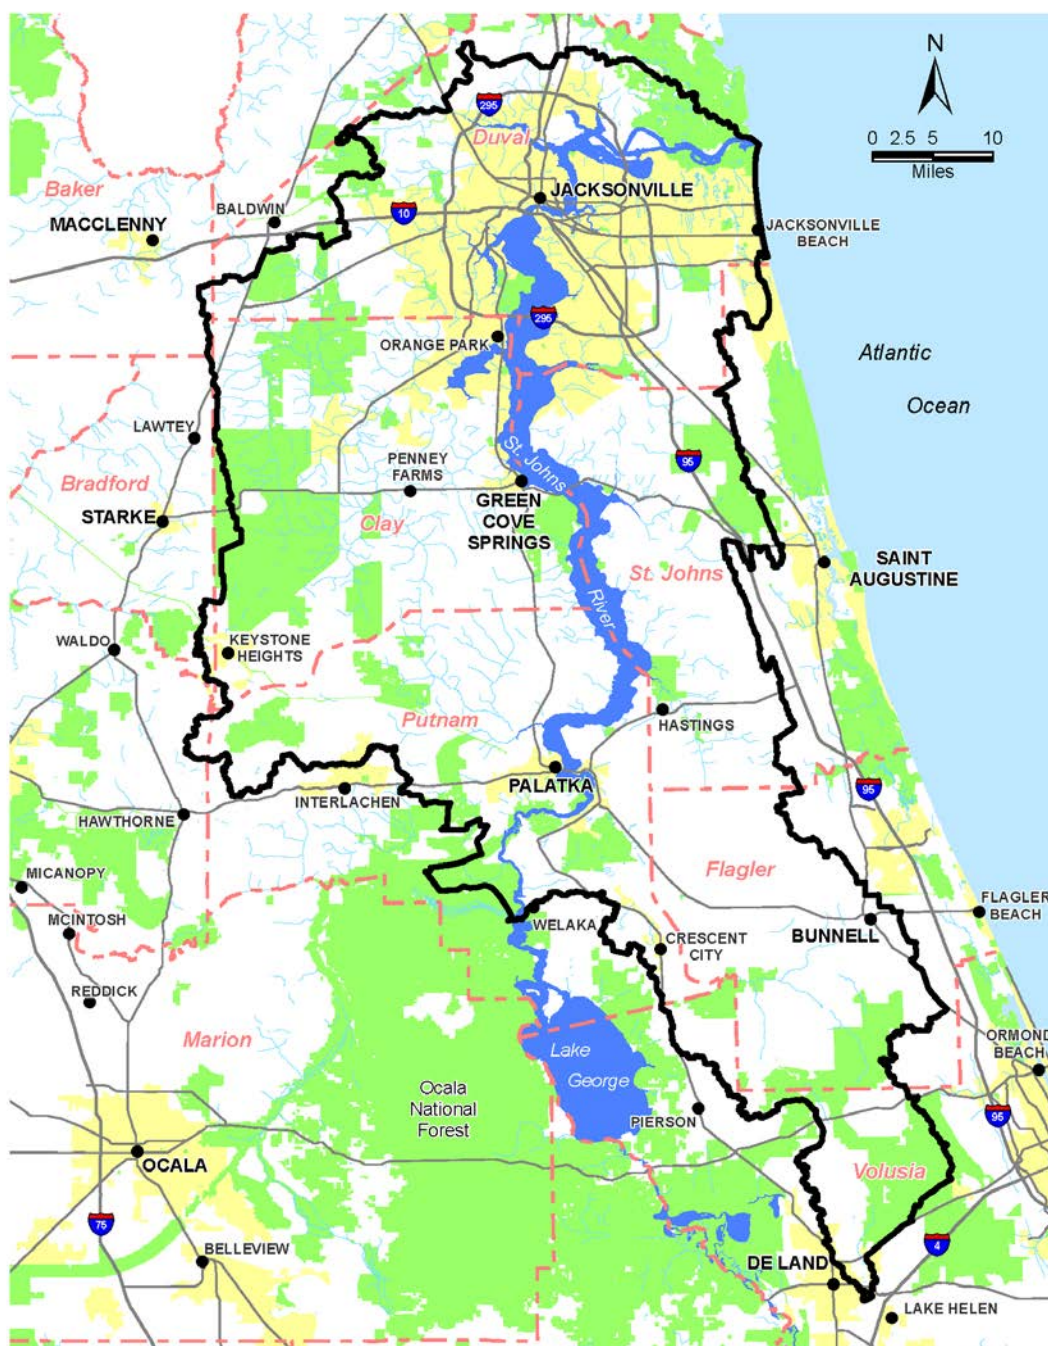 N
295
0 2.5 5 10
Miles
Duval
Baker
JACKSONVILLE
BALDWIN
10
MACCLENNY
JACKSONVILLE
BEACH
295
ORANGE PARK
Atlantic
Ocean
LAWTEY
St. Johns
River
95
PENNEY
FARMS
Bradford
STARKE
GREEN
COVE
SPRINGS
Clay
SAINT
AUGUSTINE
St. Johns
WALDO
KEYSTONE
HEIGHTS
Putnam
HASTINGS
PALATKA
95
INTERLACHEN
HAWTHORNE
Flagler
MICANOPY
FLAGLER
BEACH
MCINTOSH
WELAKA
BUNNELL
CRESCENT
CITY
REDDICK
Marion
ORMOND
BEACH
Lake
George
Ocala
National
Forest
PIERSON
95
OCALA
Volusia
75
BELLEVIEW
4
DE LAND
LAKE HELEN